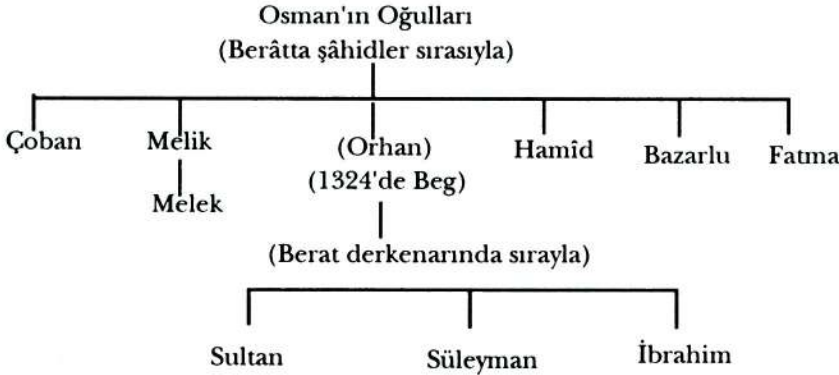 Osman'ın Oğulları
(Berâtta şâhidler sırasıyla)
Çoban Melik (Orhan) Hamîd Bazarlu Fatma
(1324'de Beg)
Melek
(Berat derkenarında sırayla)
Sultan Süleyman İbrahim